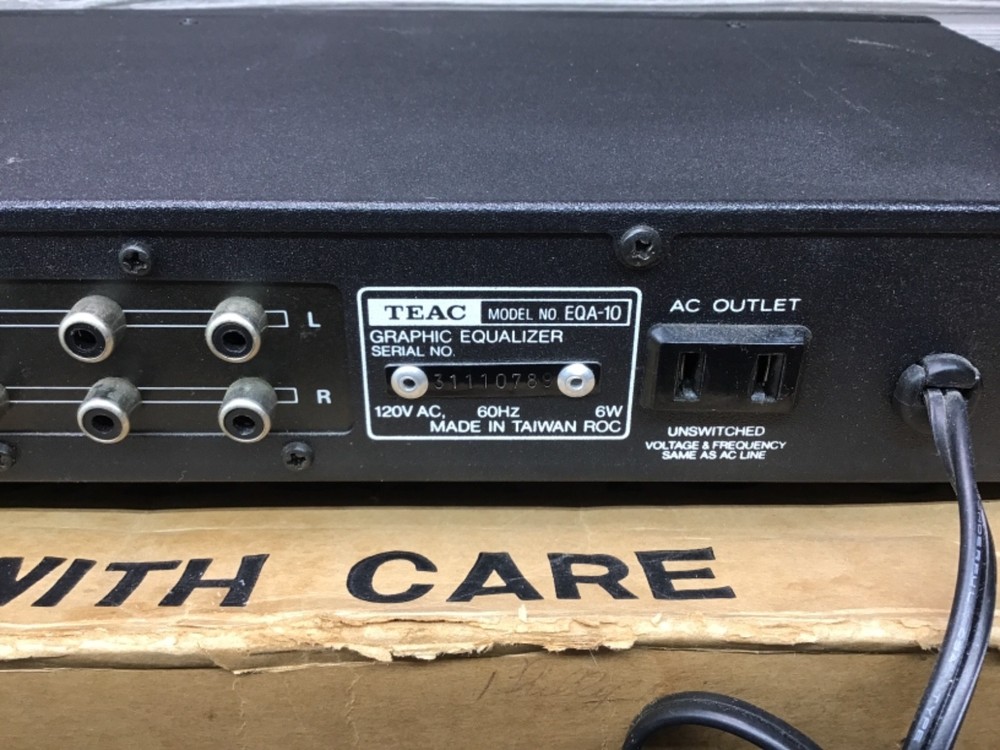 TEAC MODEL NO EQA-10
GRAPHIC EQUALIZER
SERIAL NO.
31110789
120V AC, 60Hz 6W
MADE IN TAIWAN ROC
AC OUTLET
UNSWITCHED
VOLTAGE & FREQUENCY
SAME AS AC LINE
L
R
WITH CARE